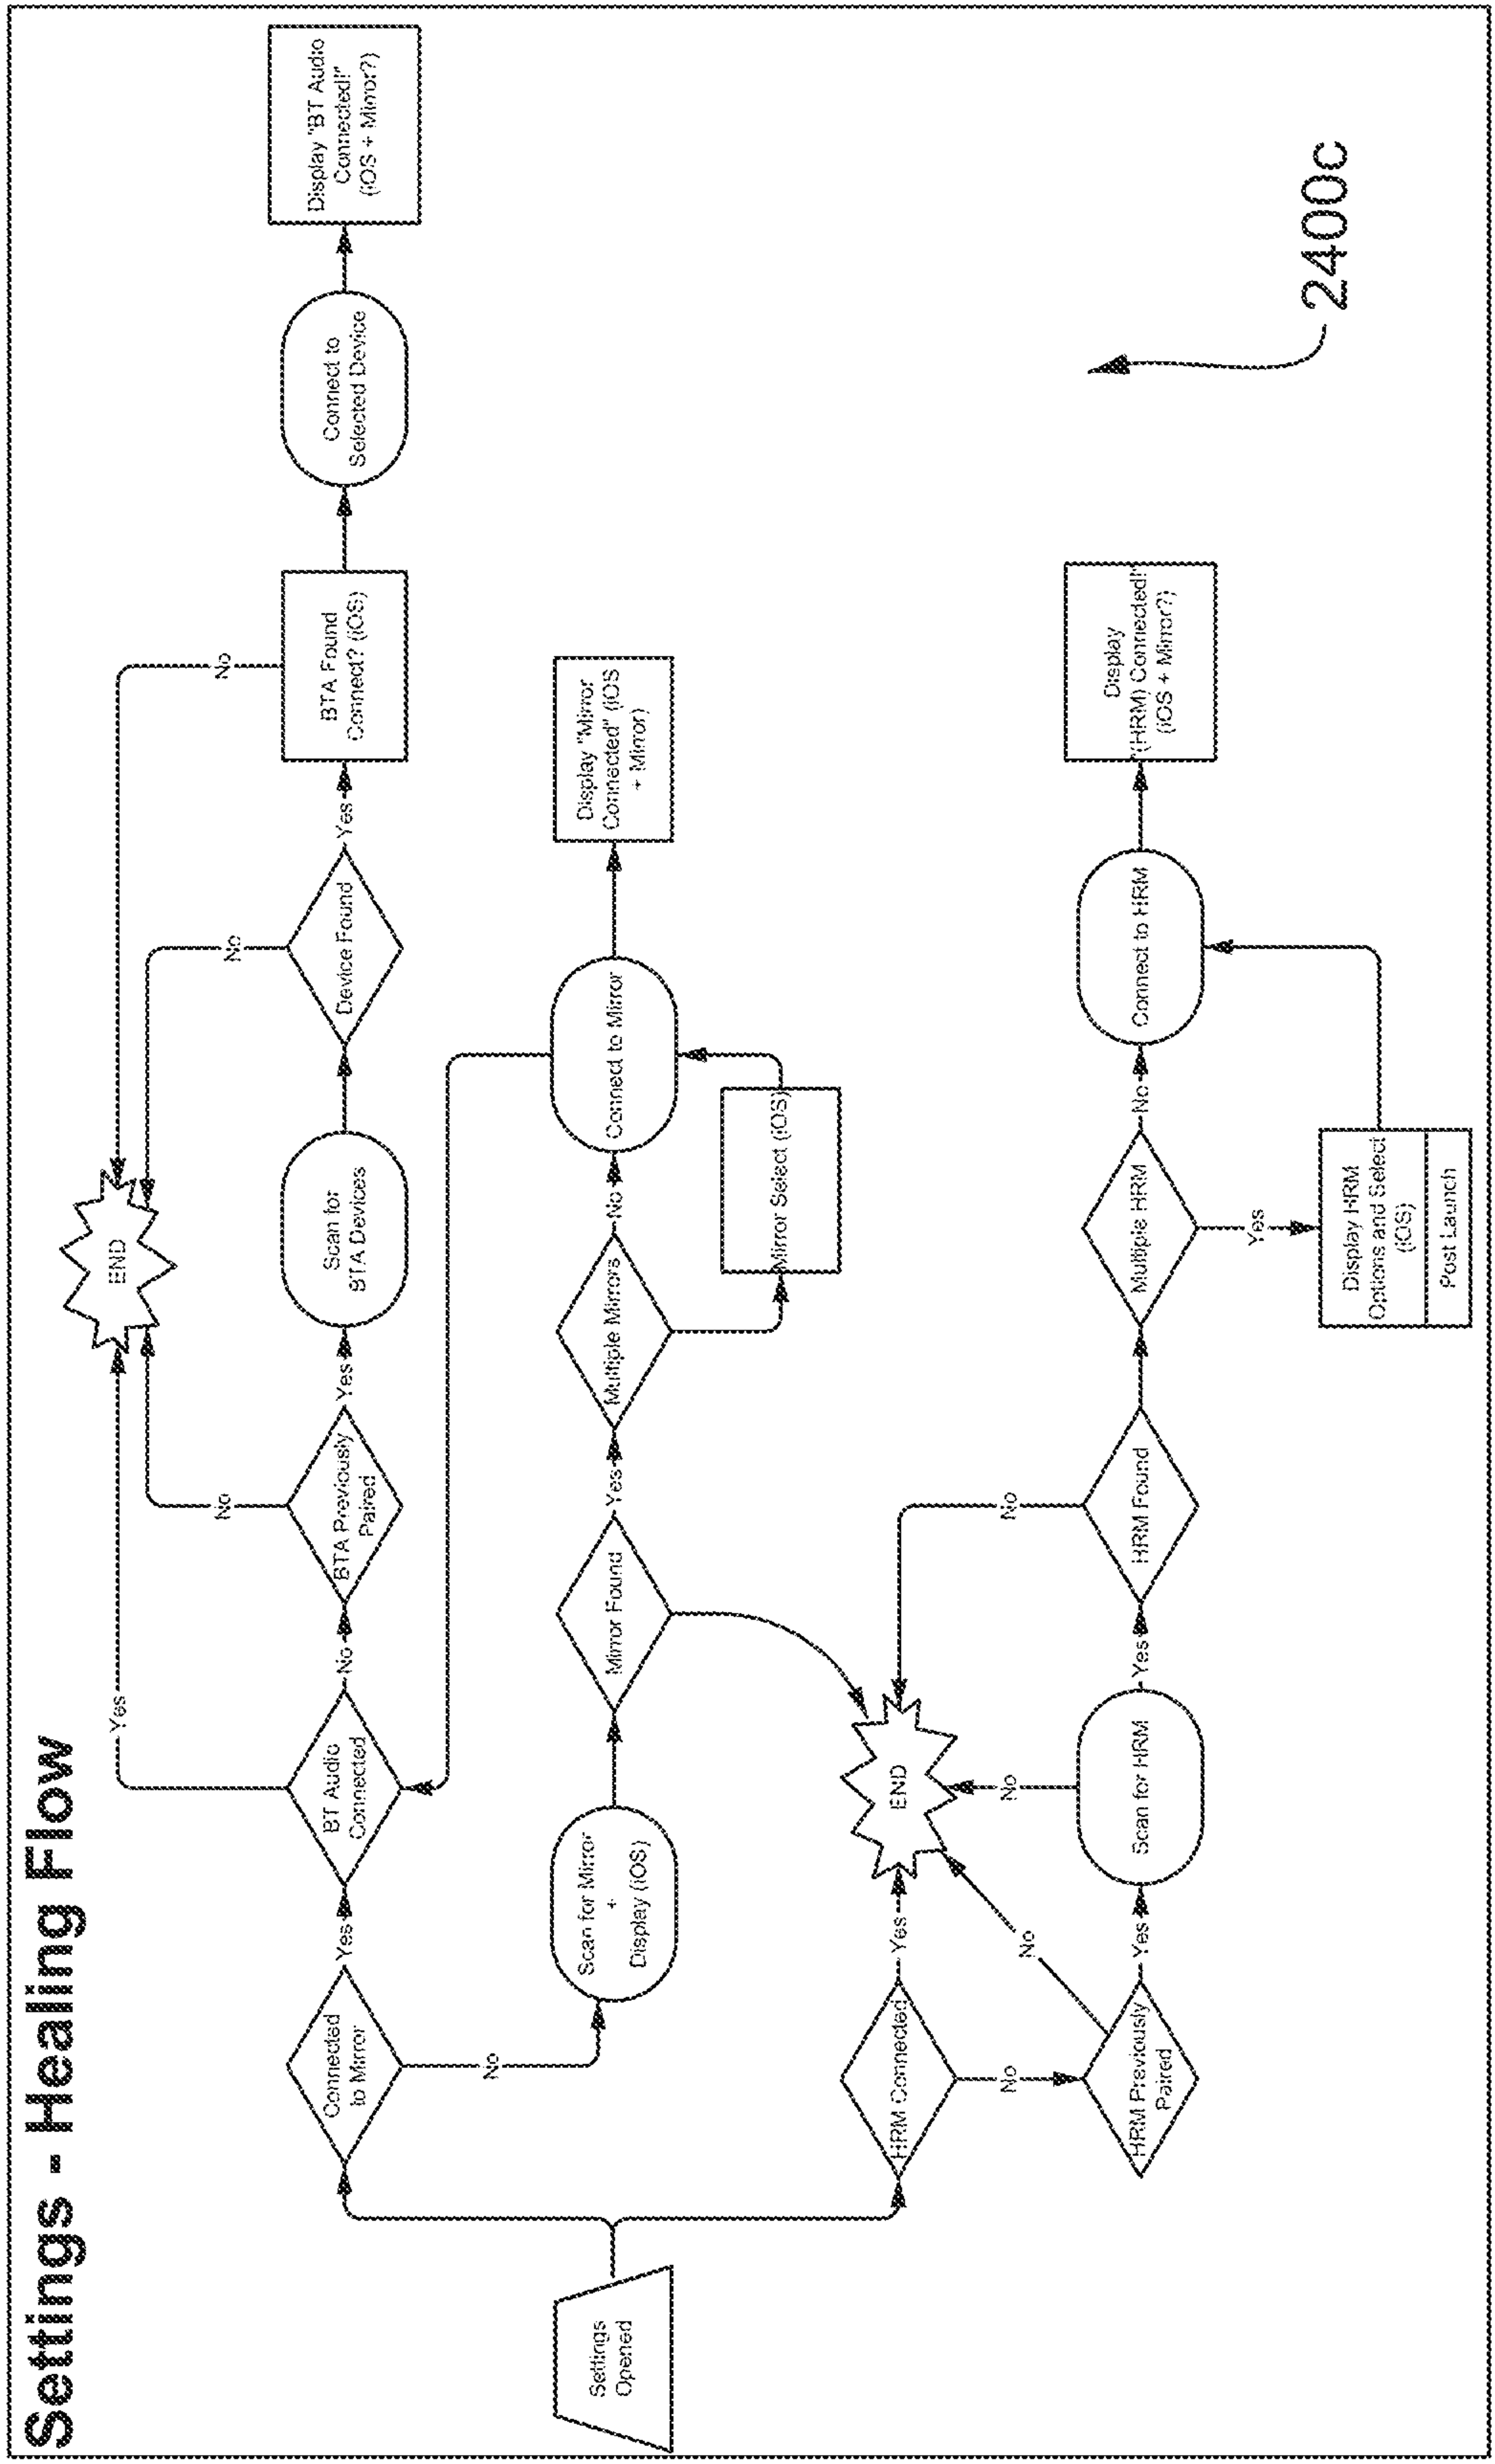 Settings - Healing Flow
Settings
Opened
Connected
to Mirror
Yes
No
BT Audio
Connected
Yes
No
BTA Previously
Paired
No
Yes
Scan for
BTA Devices
END
Device Found
No
Yes
BTA Found
Connect? (iOS)
No
Connect to
Selected Device
Display "BT Audio
Connected!"
(iOS + Mirror?)
Scan for Mirror
+
Display (iOS)
Mirror Found
Yes
Multiple Mirrors
No
Mirror Select (iOS)
Connect to Mirror
Display "Mirror
Connected" (iOS
+ Mirror)
HRM Connected
Yes
No
END
HRM Previously
Paired
No
Yes
Scan for HRM
No
Yes
HRM Found
No
Multiple HRM
No
Yes
Display HRM
Options and Select
(iOS)
Post Launch
Connect to HRM
Display
"(HRM) Connected!"
(iOS + Mirror?)
2400c